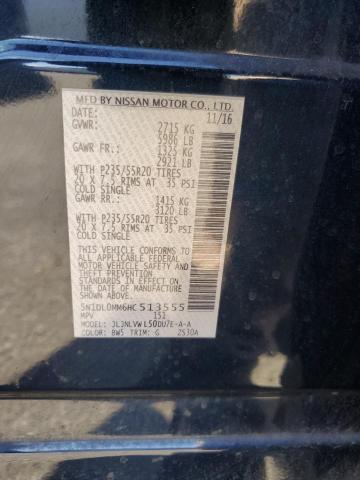 MFD BY NISSAN MOTOR CO., LTD.
DATE: 11/16
GVWR: 2715 KG
5986 LB
GAWR FR: 1325 KG
2921 LB
WITH P235/55R20 TIRES
20 X 7.5 RIMS AT 35 PSI
COLD SINGLE
GAWR RR: 1415 KG
3120 LB
WITH P235/55R20 TIRES
20 X 7.5 RIMS AT 35 PSI
COLD SINGLE
THIS VEHICLE CONFORMS TO
ALL APPLICABLE FEDERAL
MOTOR VEHICLE SAFETY
STANDARDS IN EFFECT ON THE
DATE OF MANUFACTURE SHOWN
ABOVE.
5N1DL0MM6HC513555
MPV 151
MODEL: JL3NLVWL50DU7E-A-A
COLOR: BW5 TRIM: G 2530A